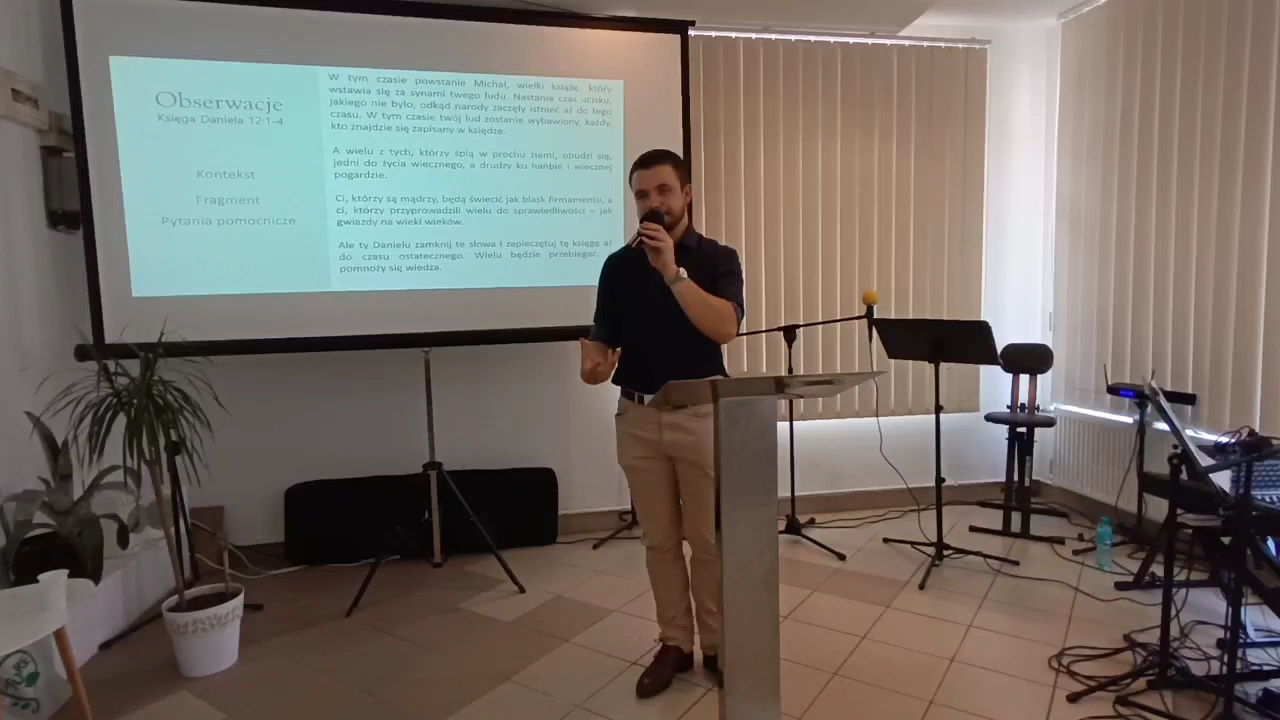 Obserwacje
Księga Daniela 12:1-4
Kontekst
Fragment
Pytania pomocnicze
W tym czasie powstanie Michał, wielki książę, który
wstawia się za synami twego ludu. Nastanie czas ucisku,
jakiego nie było, odkąd narody zaczęły istnieć aż do tego
czasu. W tym czasie twój lud zostanie wybawiony, każdy,
kto znajdzie się zapisany w księdze.
A wielu z tych, którzy śpią w prochu ziemi, obudzi się,
jedni do życia wiecznego, a drudzy ku hańbie i wiecznej
pogardzie.
Ci, którzy są mądrzy, będą świecić jak blask firmamentu, a
ci, którzy przyprowadzili wielu do sprawiedliwości – jak
gwiazdy na wieki wieków.
Ale ty Danielu zamknij te słowa i zapieczętuj tę księgę aż
do czasu ostatecznego. Wielu będzie przebiegać,
pomnoży się wiedza.